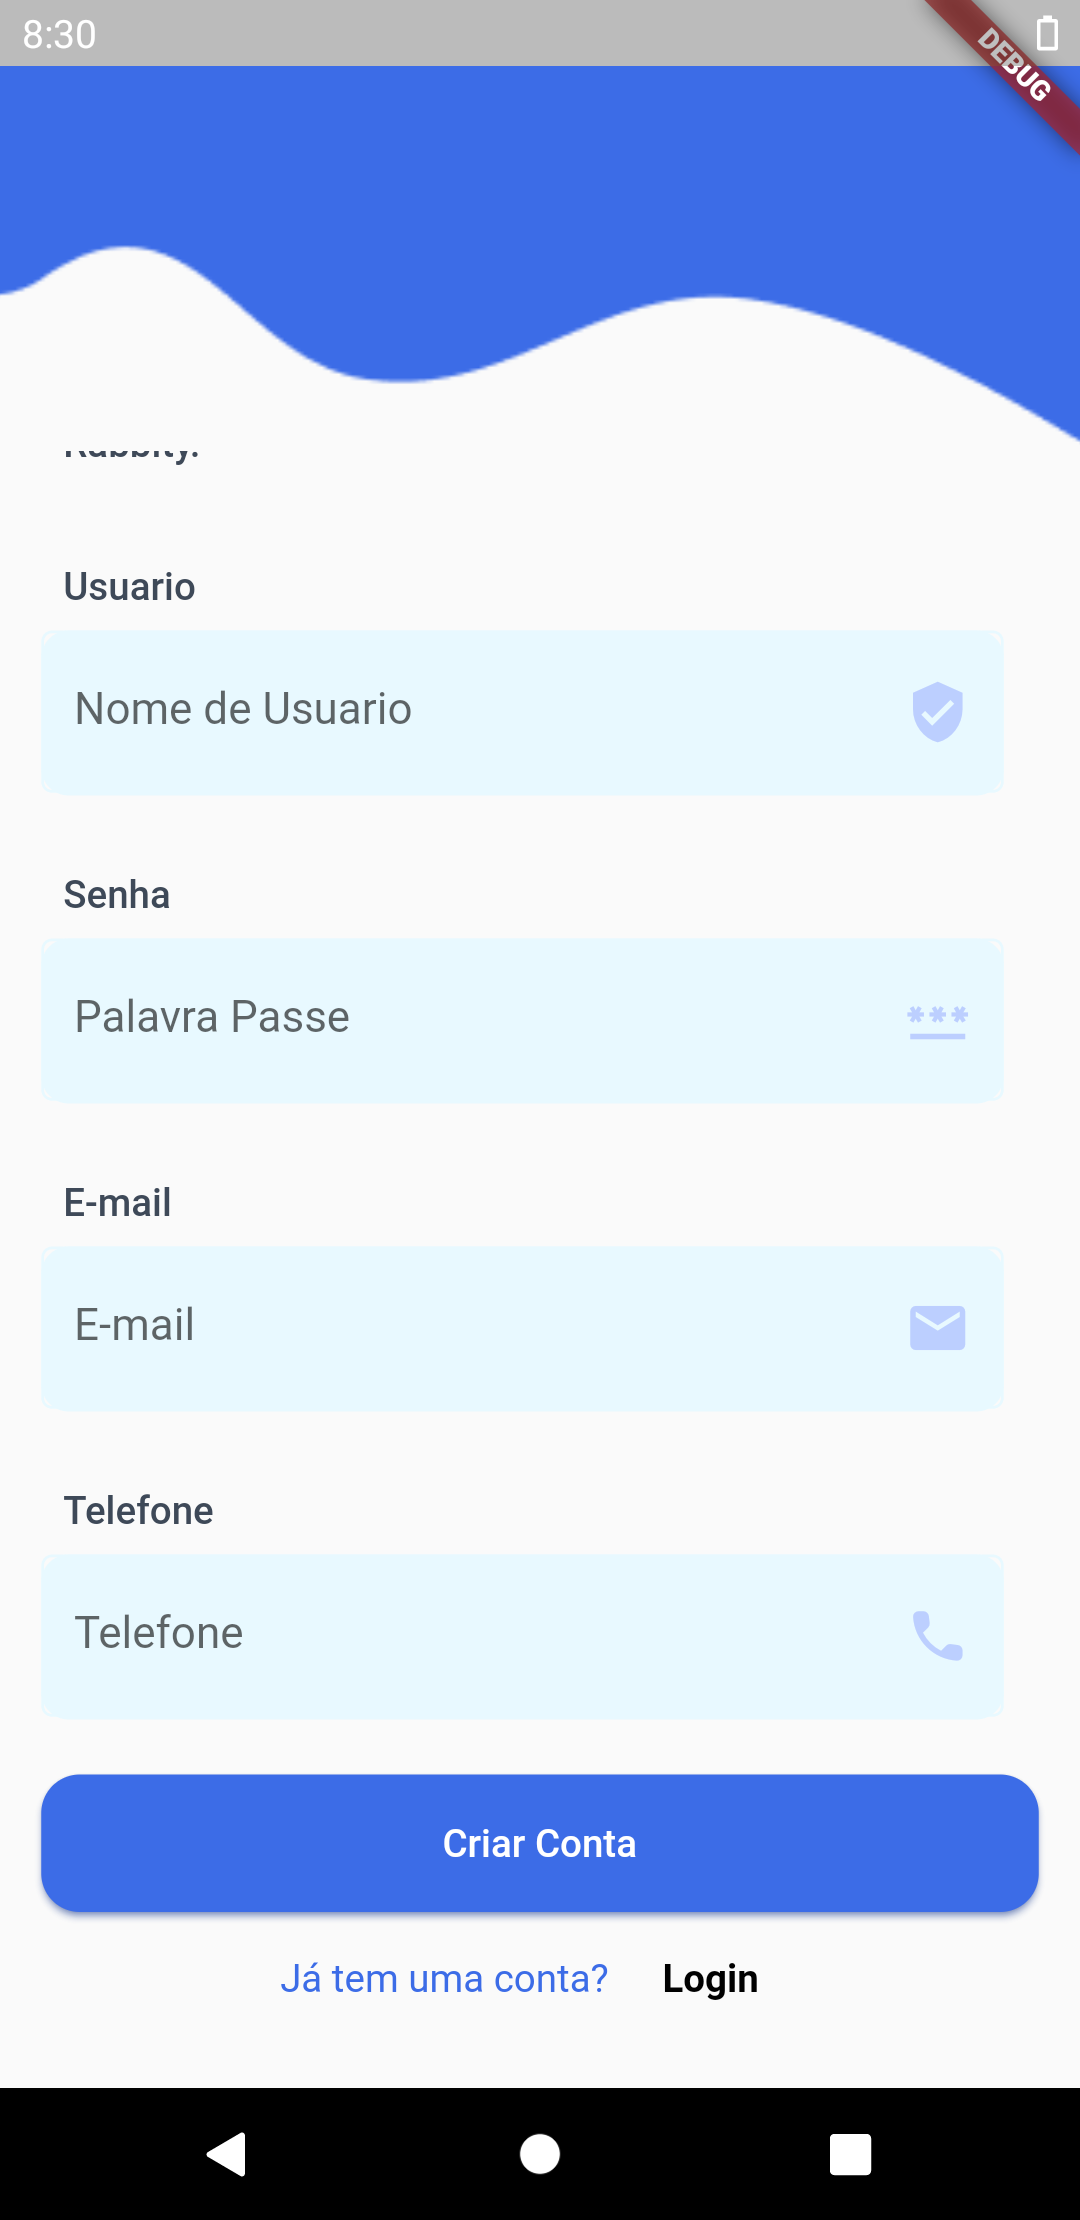 8:30
DEBUG
Usuario
Nome de Usuario
Senha
Palavra Passe
***
E-mail
E-mail
Telefone
Telefone
Criar Conta
Já tem uma conta? Login